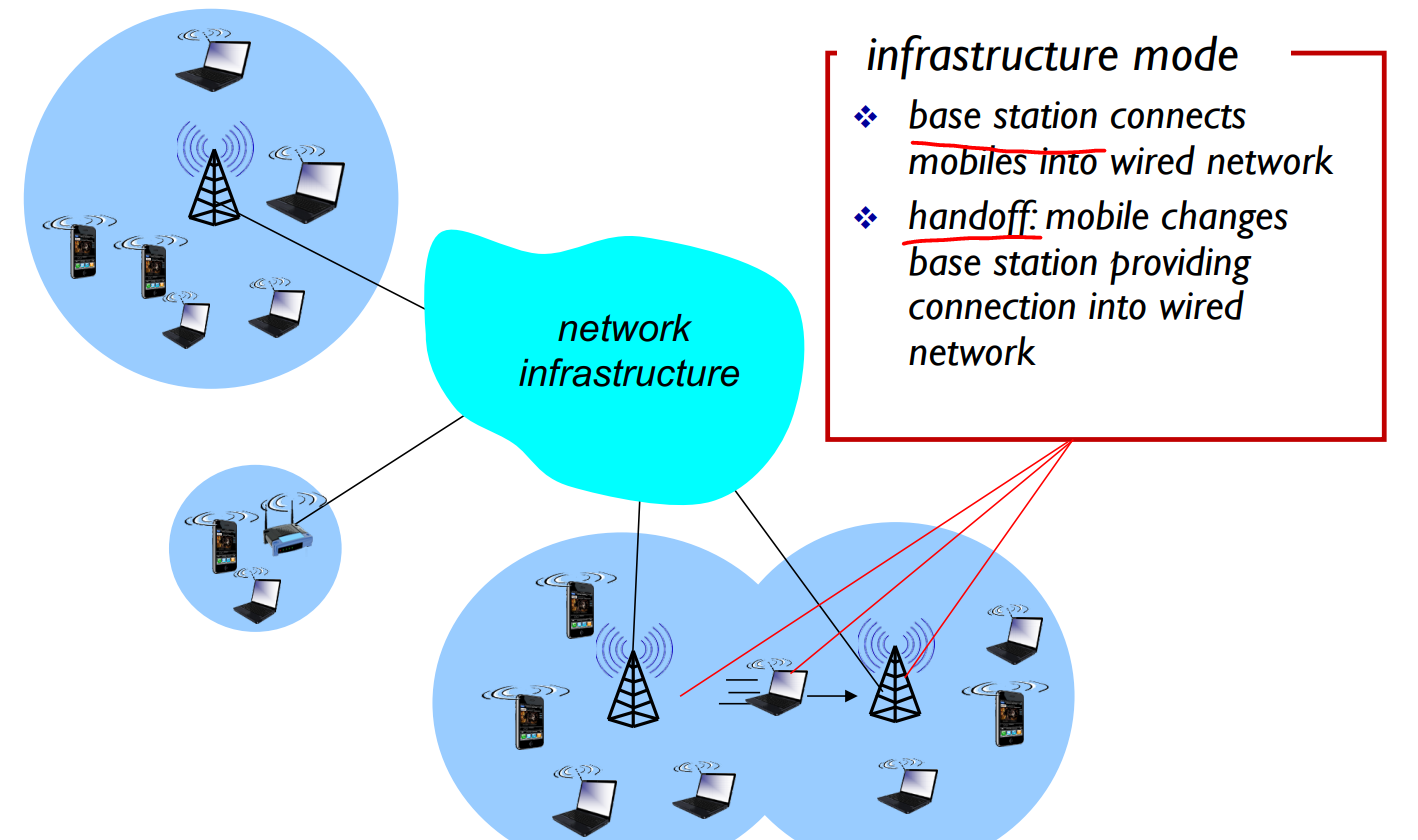 infrastructure mode
❖ base station connects
mobiles into wired network
❖ handoff: mobile changes
base station providing
connection into wired
network
network
infrastructure